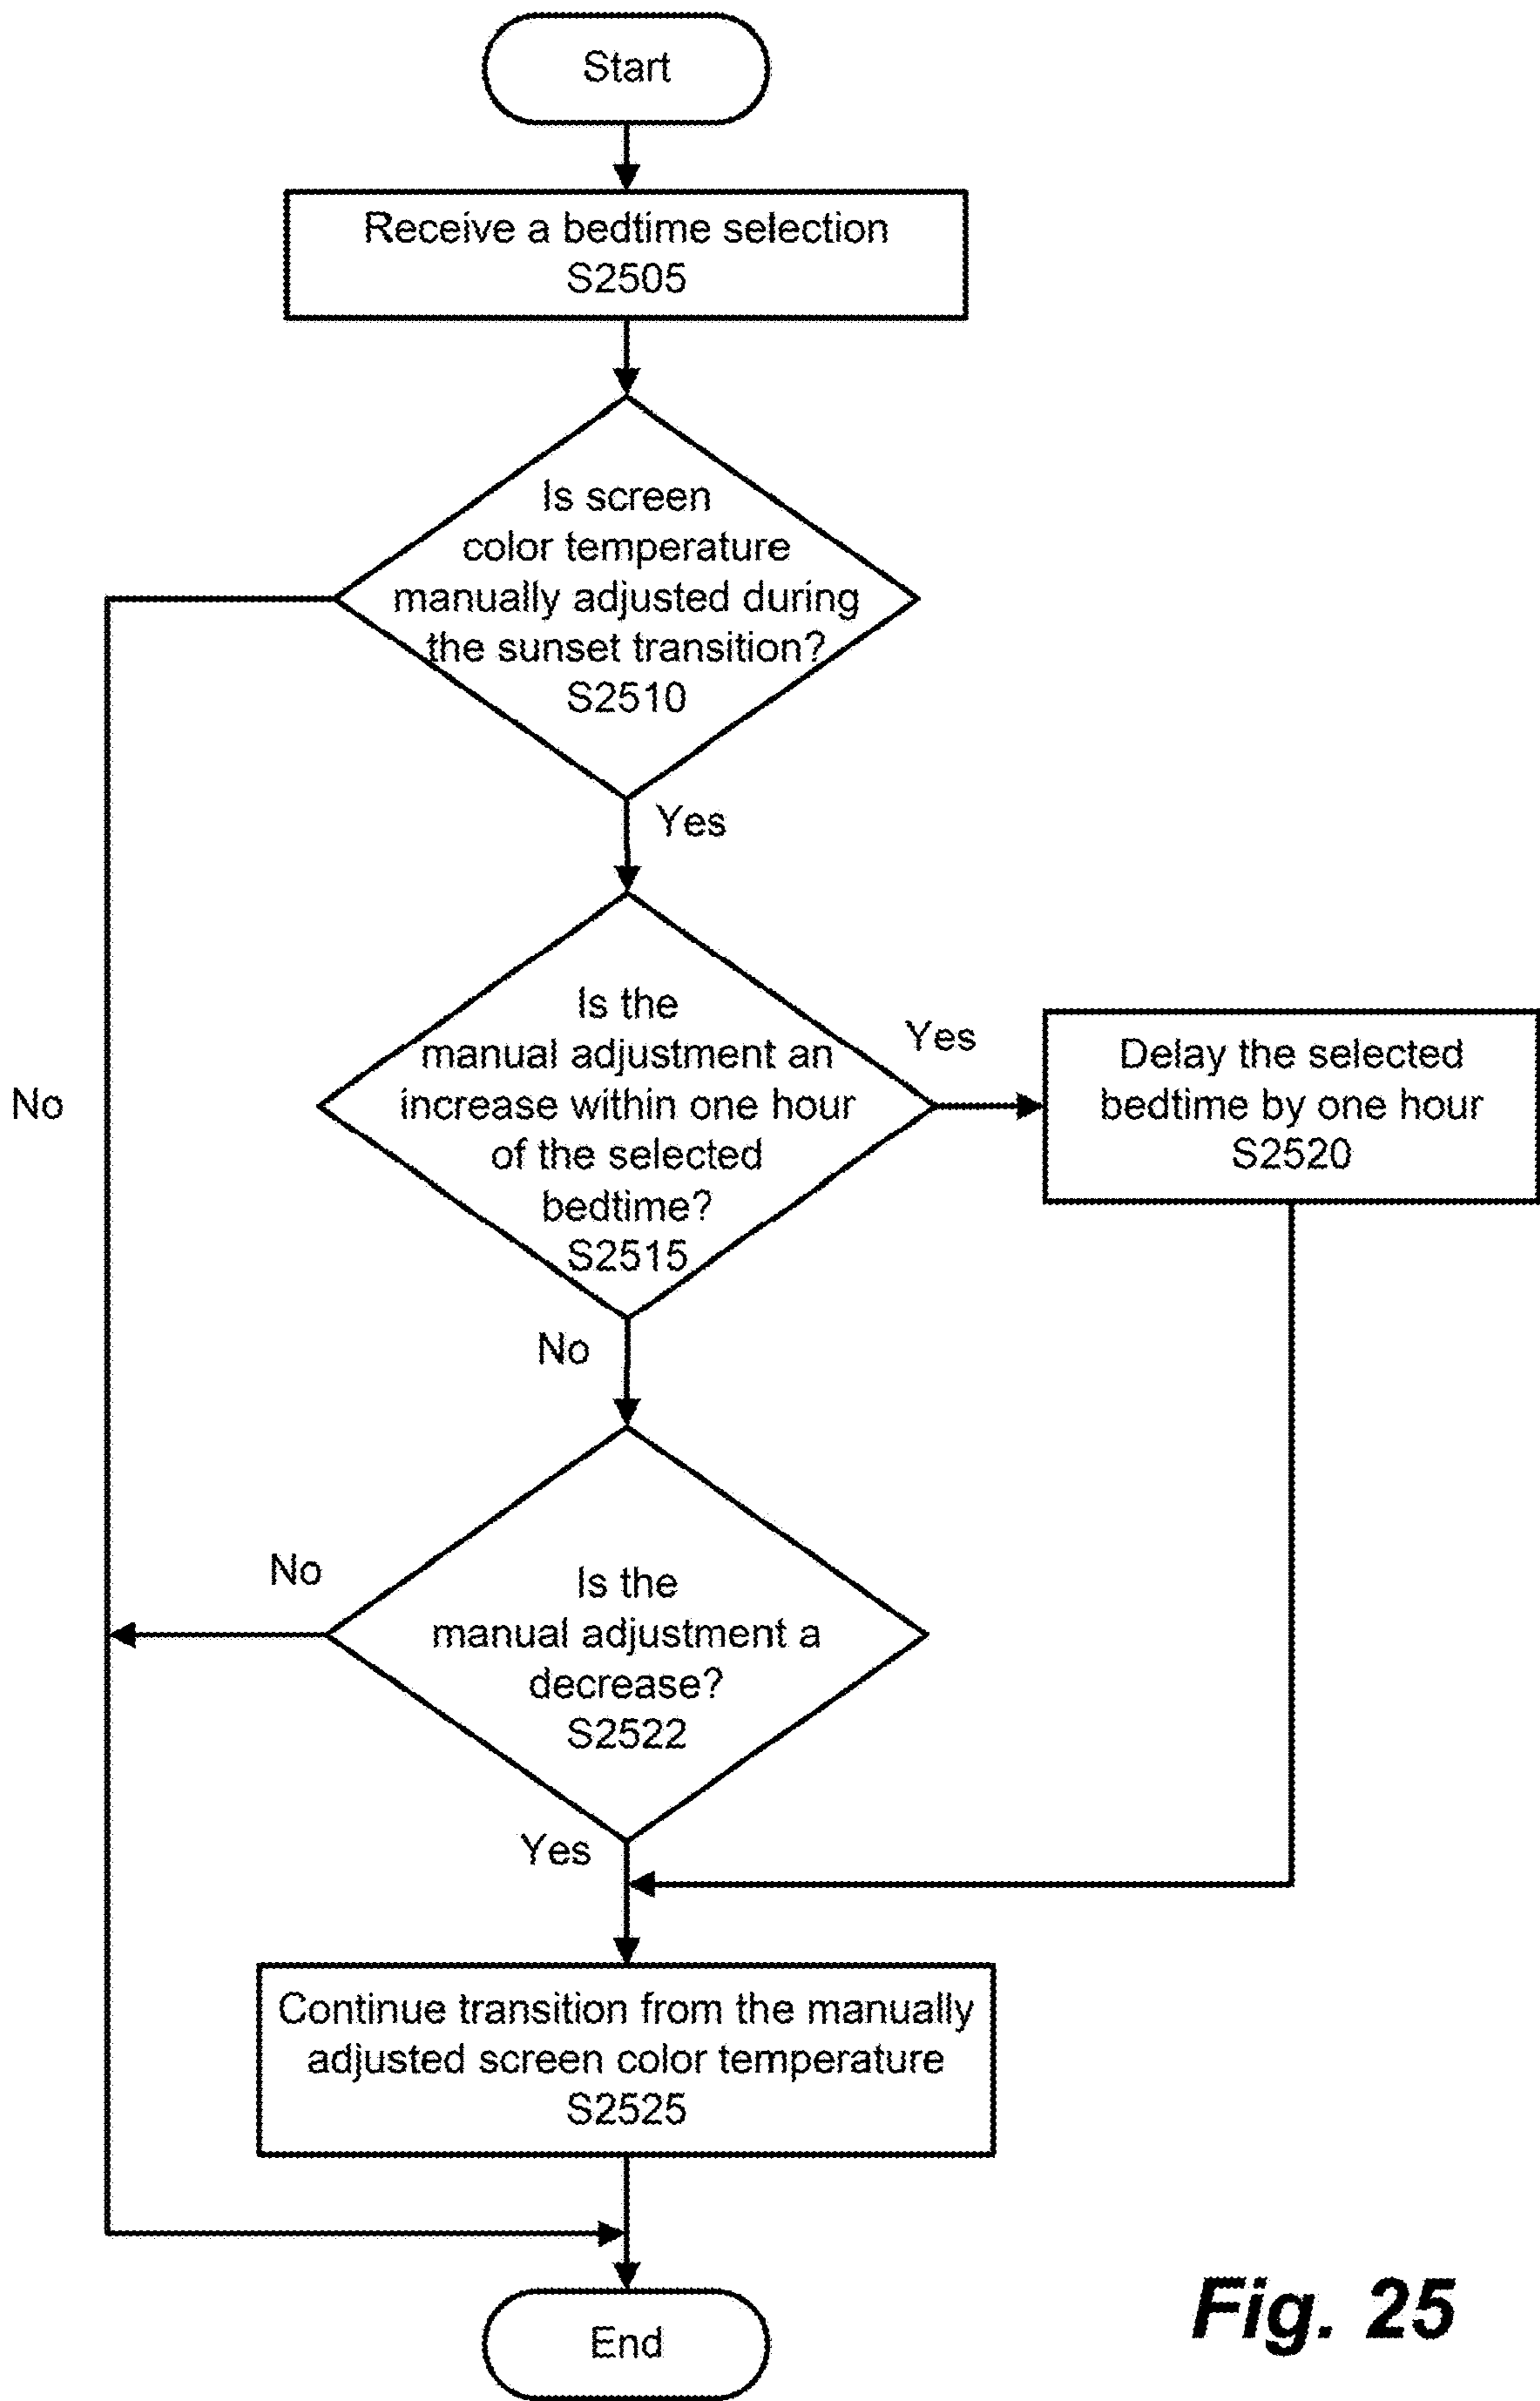 Start
Receive a bedtime selection
S2505
Is screen
color temperature
manually adjusted during
the sunset transition?
S2510
Yes
Is the
manual adjustment an
increase within one hour
of the selected
bedtime?
S2515
Yes
Delay the selected
bedtime by one hour
S2520
No
No
Is the
manual adjustment a
decrease?
S2522
No
Yes
Continue transition from the manually
adjusted screen color temperature
S2525
End
Fig. 25